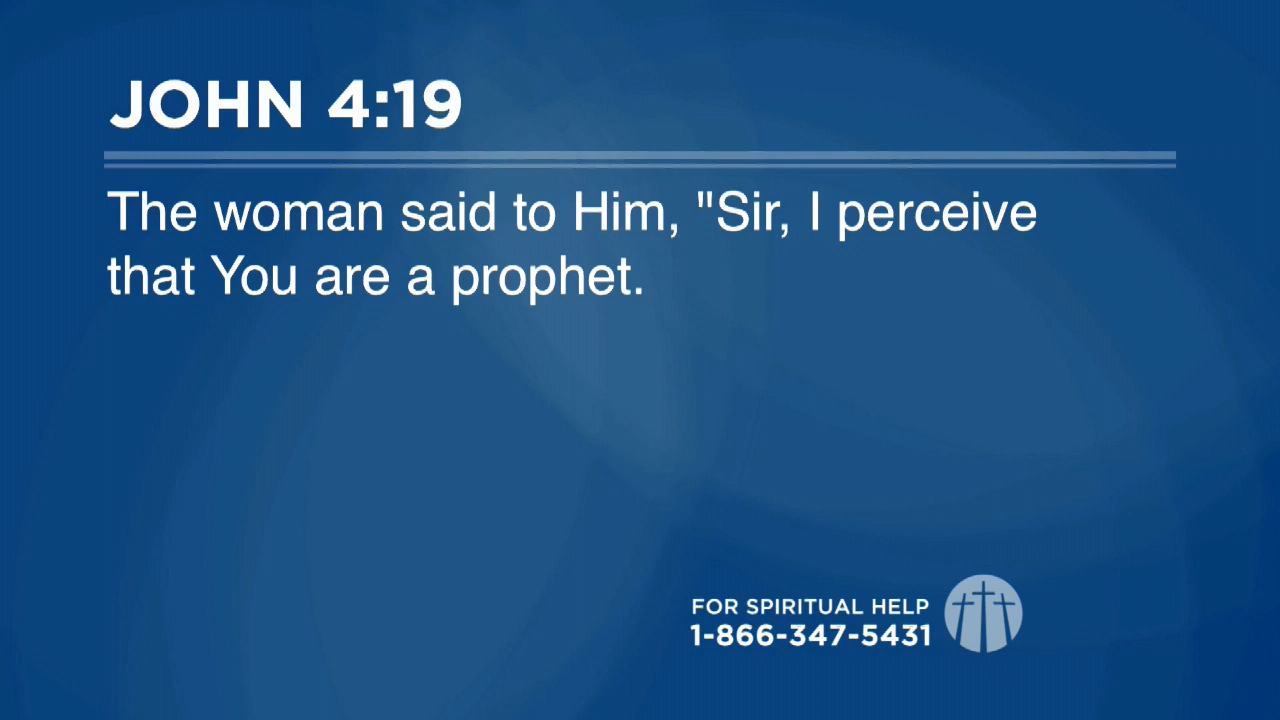 JOHN 4:19
The woman said to Him, "Sir, I perceive
that You are a prophet.
FOR SPIRITUAL HELP
1-866-347-5431